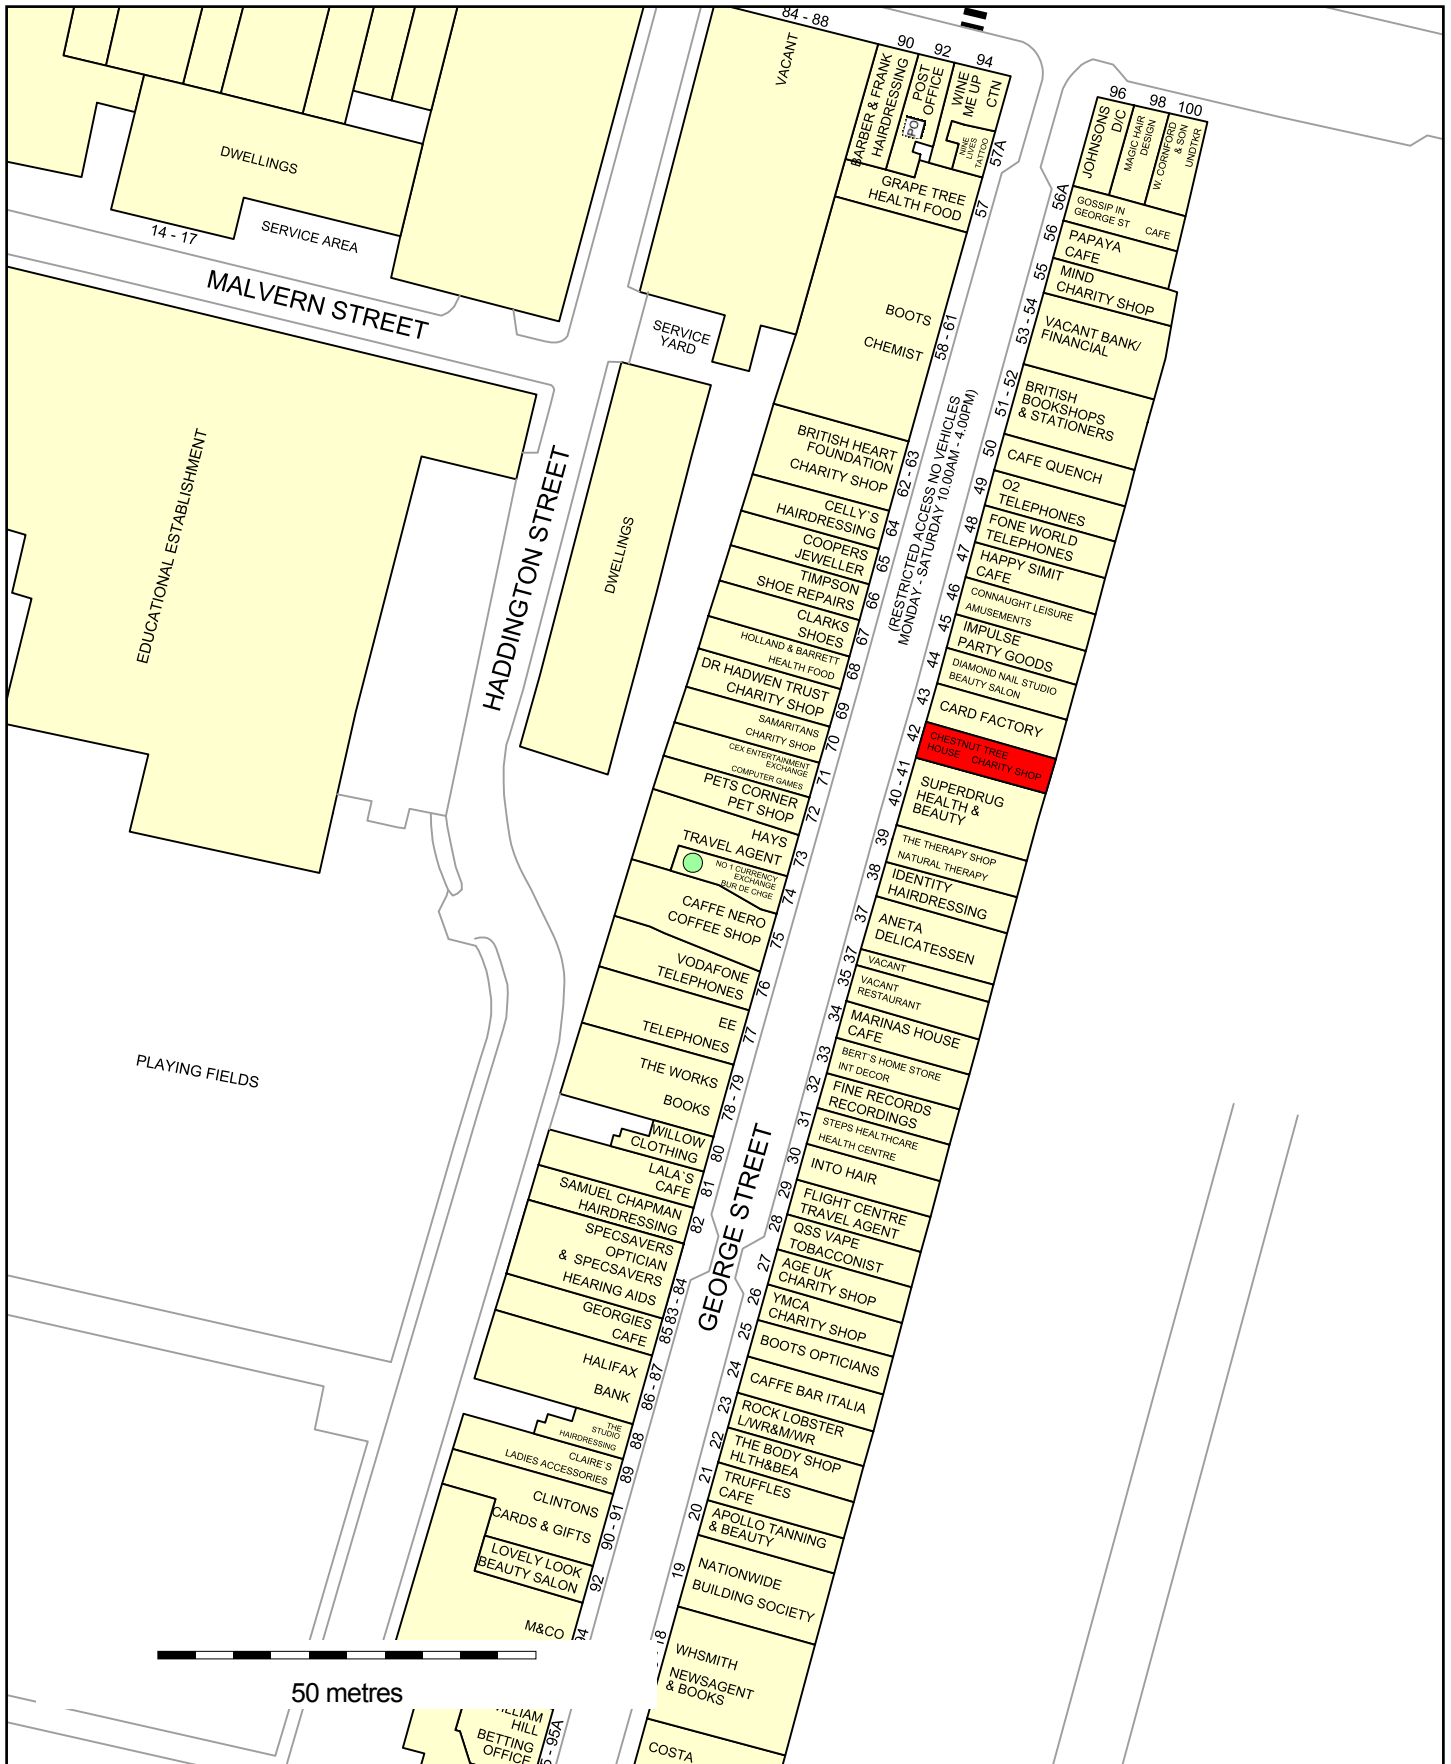 84 - 88
VACANT
90
92
94
BARBER & FRANK
HAIRDRESSING
POST
OFFICE
PO
WINE
ME UP
CTN
NINE
LIVES
TATTOO
57A
96
98
100
JOHNSONS
D/C
MAGIC HAIR
DESIGN
W. CORNFORD
& SON
UNDTKR
DWELLINGS
SERVICE AREA
14 - 17
MALVERN STREET
SERVICE
YARD
EDUCATIONAL ESTABLISHMENT
HADDINGTON STREET
DWELLINGS
PLAYING FIELDS
GRAPE TREE
HEALTH FOOD
57
BOOTS
CHEMIST
58 - 61
BRITISH HEART
FOUNDATION
CHARITY SHOP
62 - 63
CELLY`S
HAIRDRESSING
64
COOPERS
JEWELLER
65
TIMPSON
SHOE REPAIRS
66
CLARKS
SHOES
67
HOLLAND & BARRETT
HEALTH FOOD
68
DR HADWEN TRUST
CHARITY SHOP
69
SAMARITANS
CHARITY SHOP
70
CEX ENTERTAINMENT
EXCHANGE
COMPUTER GAMES
71
PETS CORNER
PET SHOP
72
HAYS
TRAVEL AGENT
73
NO 1 CURRENCY
EXCHANGE
BUR DE CHGE
74
CAFFE NERO
COFFEE SHOP
75
VODAFONE
TELEPHONES
76
EE
TELEPHONES
77
THE WORKS
BOOKS
78 - 79
WILLOW
CLOTHING
80
LALA`S
CAFE
81
SAMUEL CHAPMAN
HAIRDRESSING
82
SPECSAVERS
OPTICIAN
& SPECSAVERS
HEARING AIDS
83 - 84
GEORGIES
CAFE
85
HALIFAX
BANK
86 - 87
THE
STUDIO
HAIRDRESSING
88
CLAIRE`S
LADIES ACCESSORIES
89
CLINTONS
CARDS & GIFTS
90 - 91
LOVELY LOOK
BEAUTY SALON
92
M&CO
HILL
BETTING
OFFICE
95A
(RESTRICTED ACCESS NO VEHICLES
MONDAY - SATURDAY 10.00AM - 4.00PM)
GEORGE STREET
56A
GOSSIP IN
GEORGE ST CAFE
56
PAPAYA
CAFE
55
MIND
CHARITY SHOP
53 - 54
VACANT BANK/
FINANCIAL
51 - 52
BRITISH
BOOKSHOPS
& STATIONERS
50
CAFE QUENCH
49
O2
TELEPHONES
48
FONE WORLD
TELEPHONES
47
HAPPY SIMIT
CAFE
46
CONNAUGHT LEISURE
AMUSEMENTS
45
IMPULSE
PARTY GOODS
44
DIAMOND NAIL STUDIO
BEAUTY SALON
43
CARD FACTORY
42
CHESTNUT TREE
HOUSE CHARITY SHOP
40 - 41
SUPERDRUG
HEALTH &
BEAUTY
39
THE THERAPY SHOP
NATURAL THERAPY
38
IDENTITY
HAIRDRESSING
37
ANETA
DELICATESSEN
37
VACANT
35
VACANT
RESTAURANT
34
MARINAS HOUSE
CAFE
33
BERT`S HOME STORE
INT DECOR
32
FINE RECORDS
RECORDINGS
31
STEPS HEALTHCARE
HEALTH CENTRE
30
INTO HAIR
29
FLIGHT CENTRE
TRAVEL AGENT
28
QSS VAPE
TOBACCONIST
27
AGE UK
CHARITY SHOP
26
YMCA
CHARITY SHOP
25
BOOTS OPTICIANS
24
CAFFE BAR ITALIA
23
ROCK LOBSTER
L/WR&M/WR
22
THE BODY SHOP
HLTH&BEA
21
TRUFFLES
CAFE
20
APOLLO TANNING
& BEAUTY
19
NATIONWIDE
BUILDING SOCIETY
WHSMITH
NEWSAGENT
& BOOKS
COSTA
50 metres